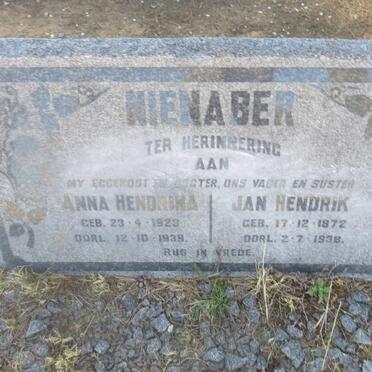 NIENABER
TER HERINNERING
AAN
MY EGGENOOT EN DOGTER, ONS VADER EN SUSTER
ANNA HENDRINA JAN HENDRIK
GEB. 23-4-1923 GEB. 17-12-1872
OORL. 12-10-1939. OORL. 2-7-1938.
RUS IN VREDE